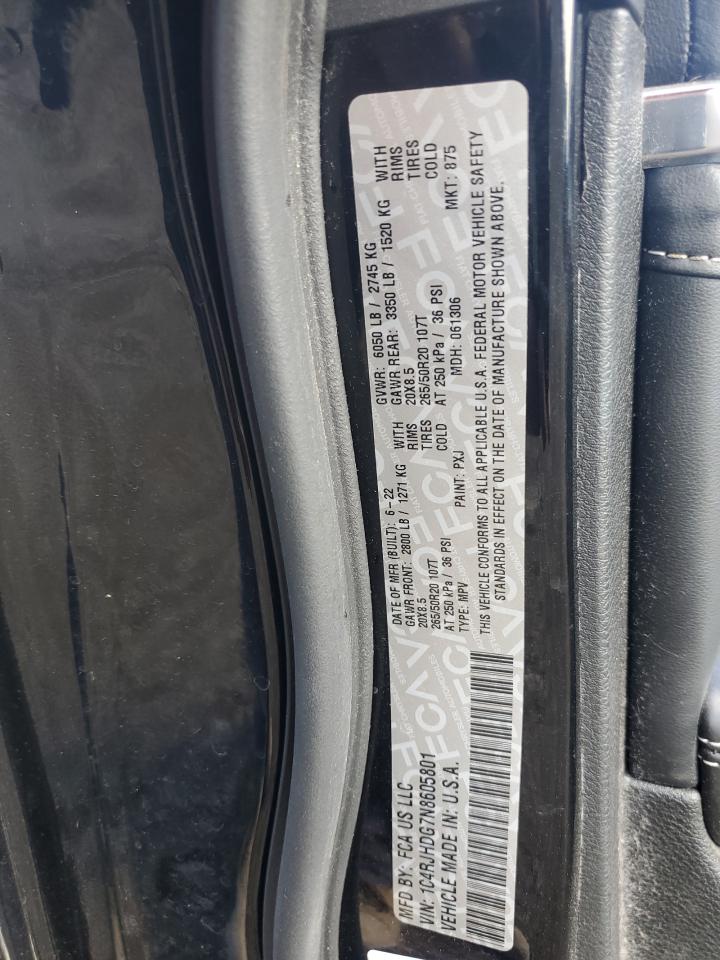 MFD BY: FCA US LLC
VIN: 1C4RJHDG7N8605801
VEHICLE MADE IN: U.S.A.
DATE OF MFR (BUILT): 6-22 GVWR: 6050 LB / 2745 KG
GAWR FRONT: 2800 LB / 1271 KG WITH GAWR REAR: 3350 LB / 1520 KG WITH
20X8.5 RIMS 20X8.5 RIMS
265/50R20 107T TIRES 265/50R20 107T TIRES
AT 250 kPa / 36 PSI COLD AT 250 kPa / 36 PSI COLD
TYPE: MPV PAINT: PXJ MDH: 061306 MKT: 875
THIS VEHICLE CONFORMS TO ALL APPLICABLE U.S.A. FEDERAL MOTOR VEHICLE SAFETY
STANDARDS IN EFFECT ON THE DATE OF MANUFACTURE SHOWN ABOVE.